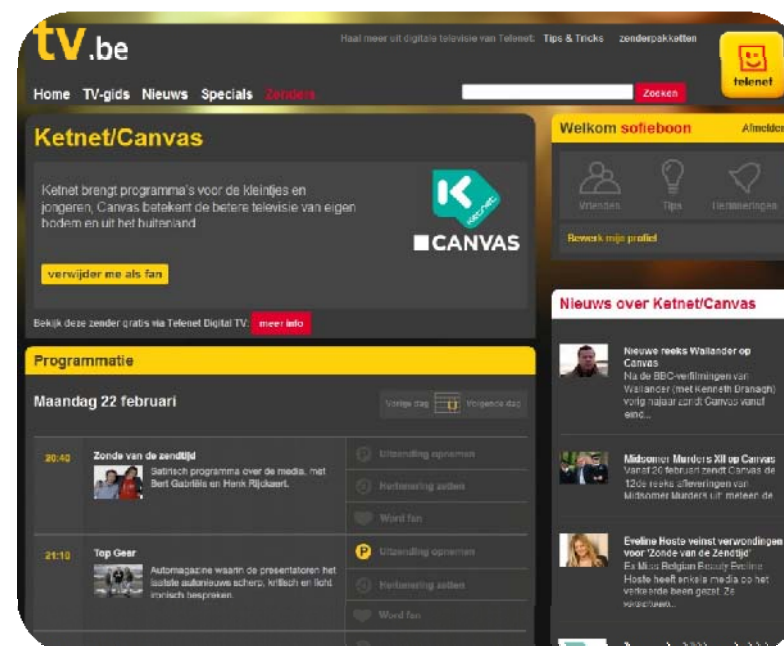 tv.be
Haal meer uit digitale televisie van Telenet: Tips & Tricks zenderpakketten
telenet
Home TV-gids Nieuws Specials Zenders
Zoeken
Ketnet/Canvas
Ketnet brengt programma's voor de kleintjes en
jongeren, Canvas betekent de betere televisie van eigen
bodem en uit het buitenland
Ketnet
CANVAS
verwijder me als fan
Bekijk deze zender gratis via Telenet Digital TV: meer info
Welkom sofieboon Afmelden
Vrienden Tips Herinneringen
Bewerk mijn profiel
Programmatie
Maandag 22 februari
Vorige dag Volgende dag
20:40 Zonde van de zendtijd
Satirisch programma over de media, met
Bert Gabriëls en Henk Rijckaert.
Uitzending opnemen
Herinnering zetten
Word fan
21:10 Top Gear
Automagazine waarin de presentatoren het
laatste autonieuws scherp, kritisch en licht
ironisch bespreken.
P Uitzending opnemen
Herinnering zetten
Word fan
Nieuws over Ketnet/Canvas
Nieuwe reeks Wallander op
Canvas
Na de BBC-verfilmingen van
Wallander (met Kenneth Branagh)
vorig najaar zendt Canvas vanaf
eind...
Midsomer Murders XII op Canvas
Vanaf 20 februari zendt Canvas de
12de reeks afleveringen van
Midsomer Murders uit: meteen de
Eveline Hoste veinst verwondingen
voor 'Zonde van de Zendtijd'
Ex Miss Belgian Beauty Eveline
Hoste heeft enkele media op het
verkeerde been gezet. Ze